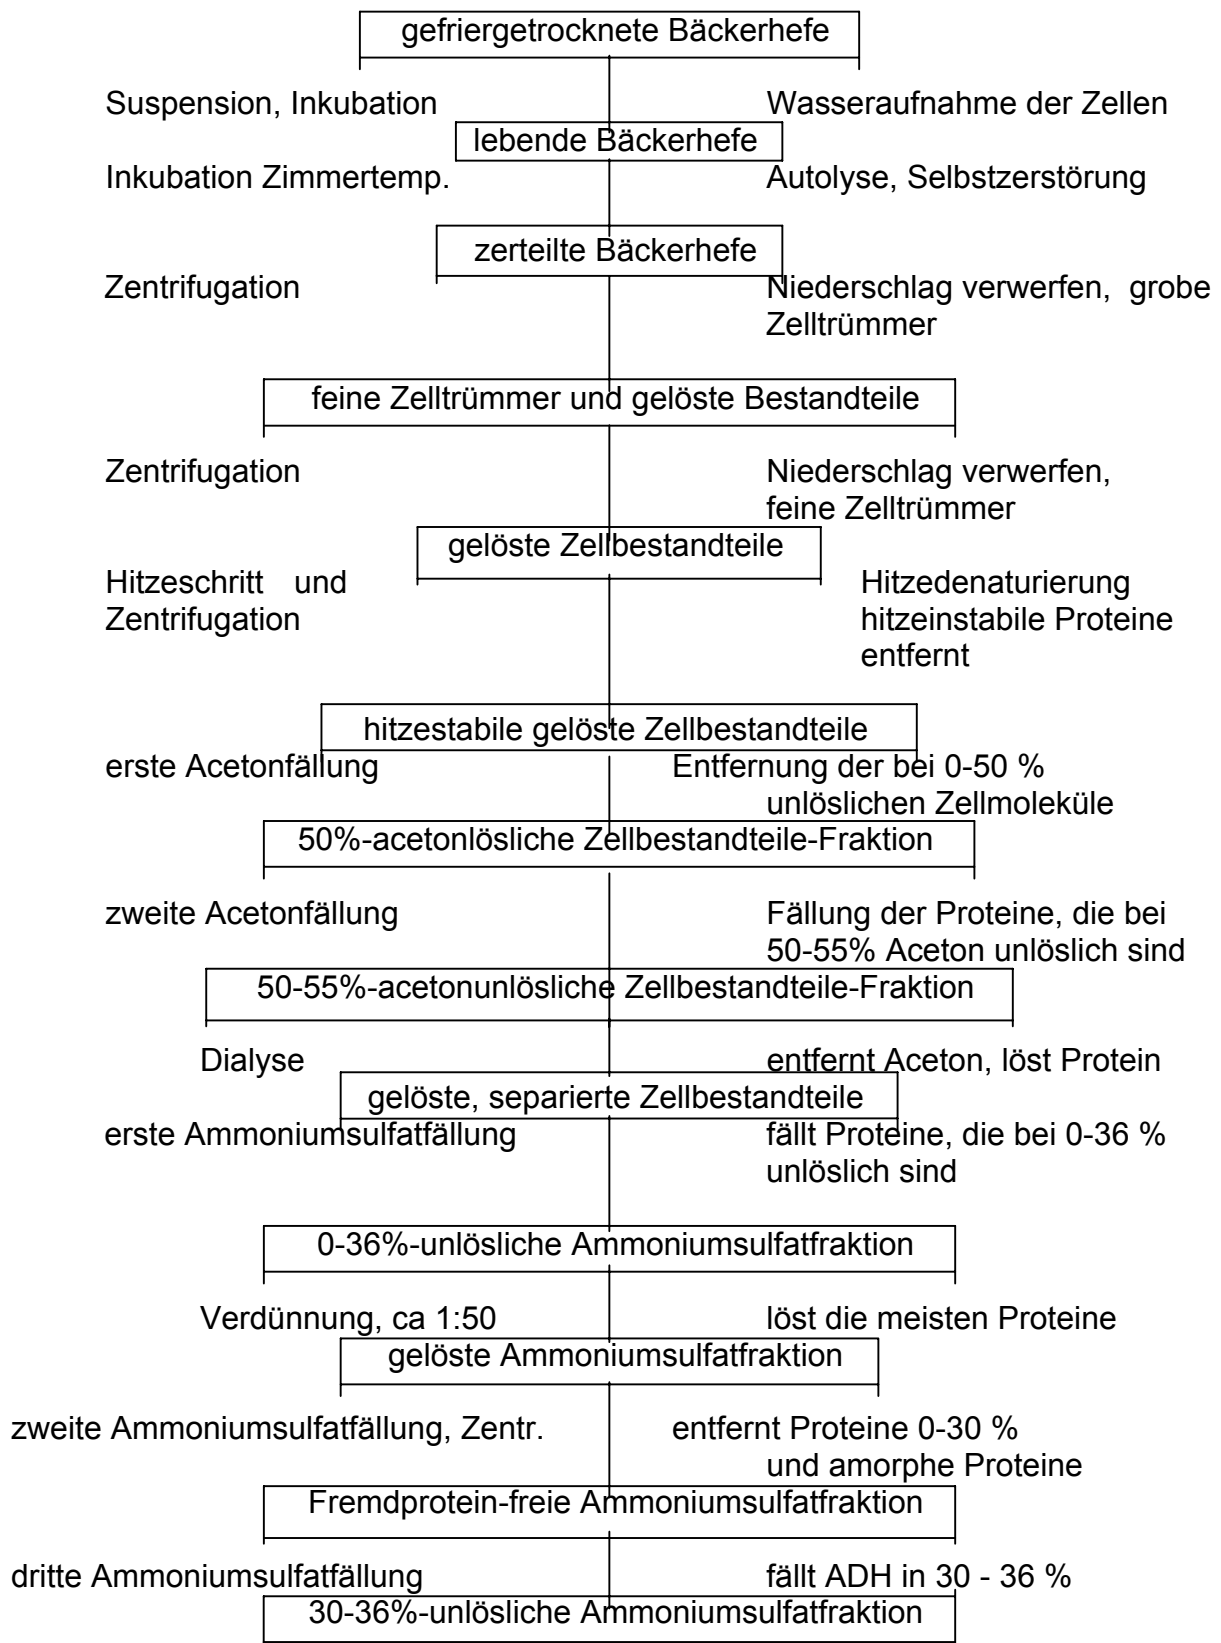 gefriergetrocknete Bäckerhefe
Suspension, Inkubation Wasseraufnahme der Zellen
lebende Bäckerhefe
Inkubation Zimmertemp. Autolyse, Selbstzerstörung
zerteilte Bäckerhefe
Zentrifugation Niederschlag verwerfen, grobe
Zelltrümmer
feine Zelltrümmer und gelöste Bestandteile
Zentrifugation Niederschlag verwerfen,
feine Zelltrümmer
gelöste Zellbestandteile
Hitzeschritt und Hitzedenaturierung
Zentrifugation hitzeinstabile Proteine
entfernt
hitzestabile gelöste Zellbestandteile
erste Acetonfällung Entfernung der bei 0-50 %
unlöslichen Zellmoleküle
50%-acetonlösliche Zellbestandteile-Fraktion
zweite Acetonfällung Fällung der Proteine, die bei
50-55% Aceton unlöslich sind
50-55%-acetonunlösliche Zellbestandteile-Fraktion
Dialyse entfernt Aceton, löst Protein
gelöste, separierte Zellbestandteile
erste Ammoniumsulfatfällung fällt Proteine, die bei 0-36 %
unlöslich sind
0-36%-unlösliche Ammoniumsulfatfraktion
Verdünnung, ca 1:50 löst die meisten Proteine
gelöste Ammoniumsulfatfraktion
zweite Ammoniumsulfatfällung, Zentr. entfernt Proteine 0-30 %
und amorphe Proteine
Fremdprotein-freie Ammoniumsulfatfraktion
dritte Ammoniumsulfatfällung fällt ADH in 30 - 36 %
30-36%-unlösliche Ammoniumsulfatfraktion